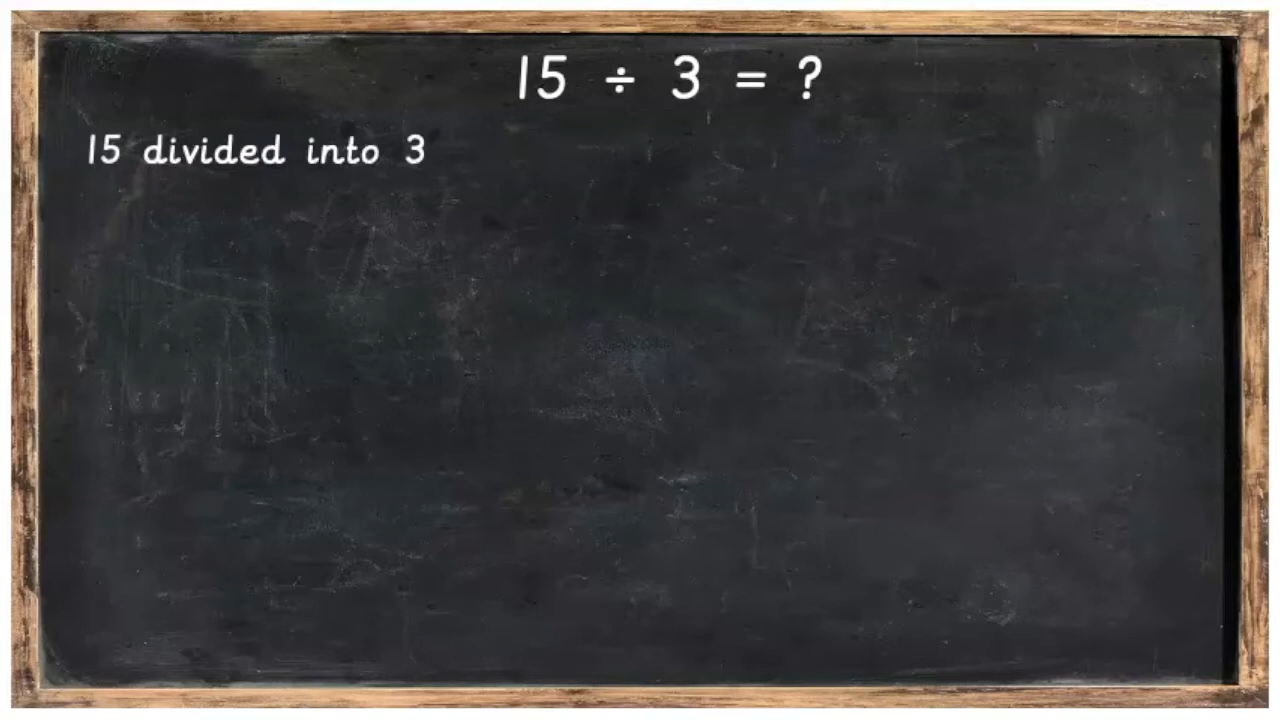 15 ÷ 3 = ?
15 divided into 3